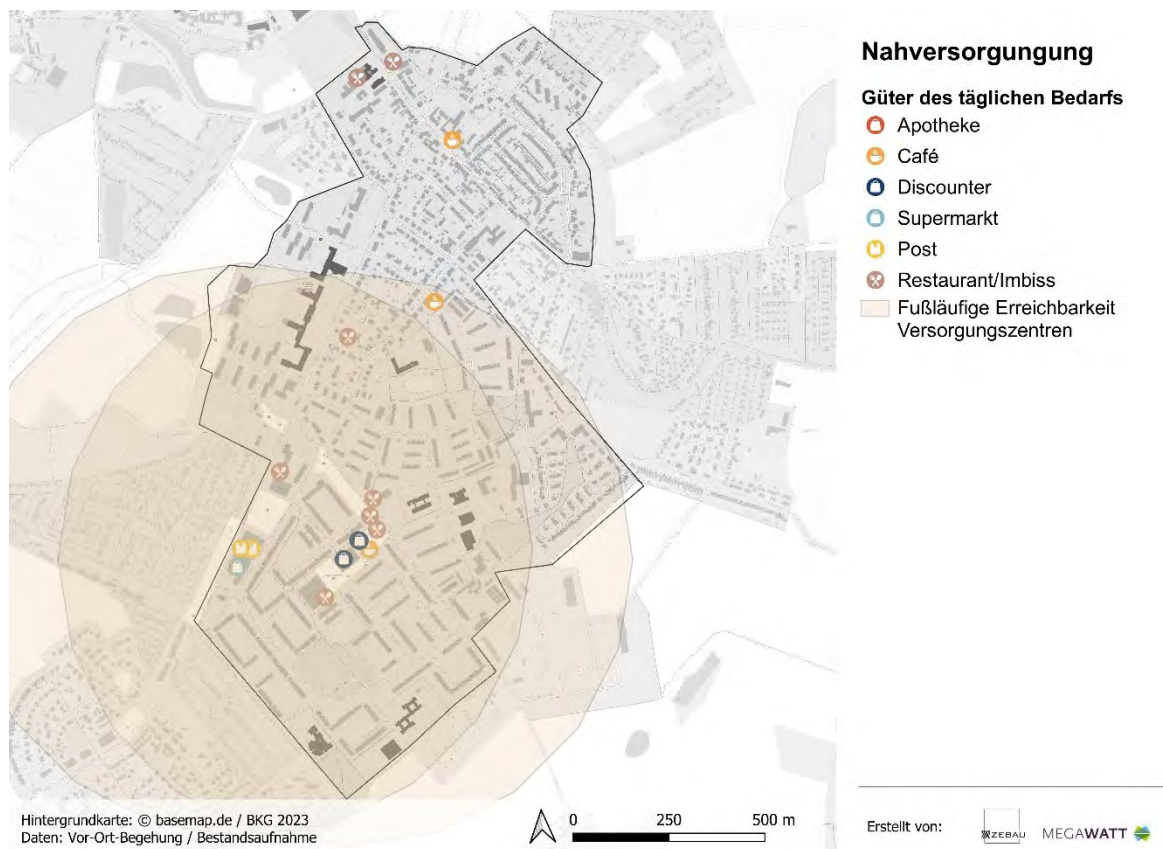 Nahversorgungung
Güter des täglichen Bedarfs
Apotheke
Café
Discounter
Supermarkt
Post
Restaurant/Imbiss
Fußläufige Erreichbarkeit
Versorgungszentren
Hintergrundkarte: © basemap.de / BKG 2023
Daten: Vor-Ort-Begehung / Bestandsaufnahme
0 250 500 m
Erstellt von:
ZEBAU
MEGAWATT